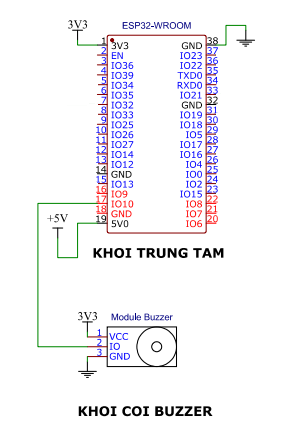 ESP32-WROOM
3V3
1 3V3 GND 38
2 EN IO23 37
3 IO36 IO22 36
4 IO39 TXD0 35
5 IO34 RXD0 34
6 IO35 IO21 33
7 IO32 GND 32
8 IO33 IO19 31
9 IO25 IO18 30
10 IO26 IO5 29
11 IO27 IO17 28
12 IO14 IO16 27
13 IO12 IO4 26
14 GND IO0 25
15 IO13 IO2 24
16 IO9 IO15 23
17 IO10 IO8 22
18 GND IO7 21
19 5V0 IO6 20
+5V
KHOI TRUNG TAM
3V3
Module Buzzer
1 VCC
2 IO
3 GND
KHOI COI BUZZER